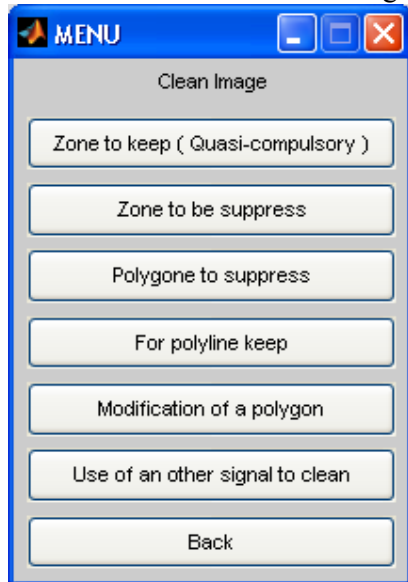 MENU
Clean Image
Zone to keep ( Quasi-compulsory )
Zone to be suppress
Polygone to suppress
For polyline keep
Modification of a polygon
Use of an other signal to clean
Back